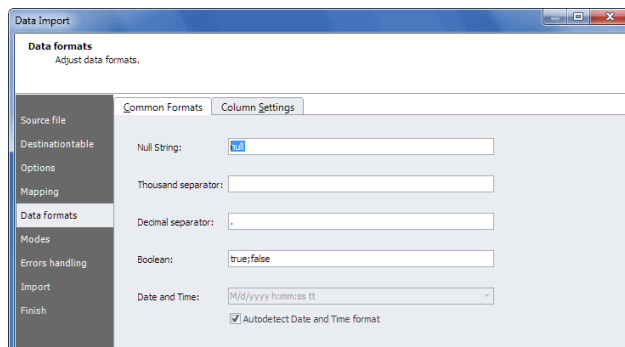 Data Import
Data formats
Adjust data formats.
Source file
Destinationtable
Options
Mapping
Data formats
Modes
Errors handling
Import
Finish
Common Formats
Column Settings
Null String: null
Thousand separator:
Decimal separator: .
Boolean: true;false
Date and Time: M/d/yyyy h:mm:ss tt
Autodetect Date and Time format